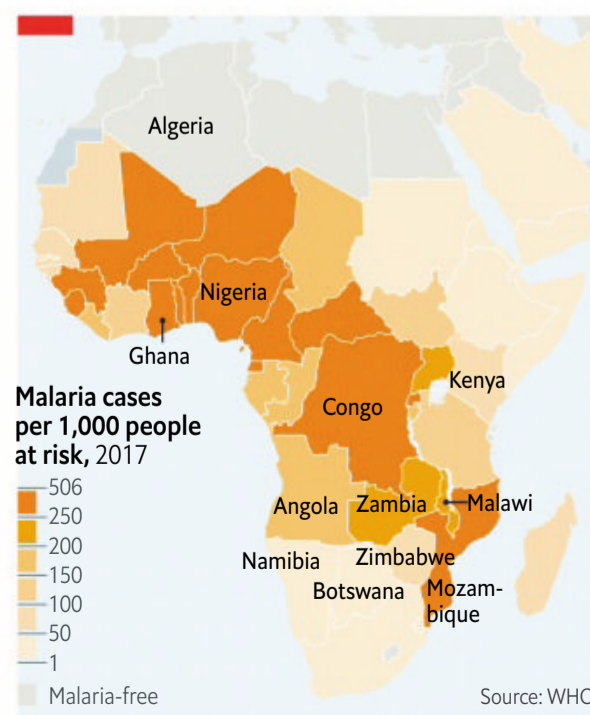 Algeria
Nigeria
Ghana
Kenya
Malaria cases
per 1,000 people
at risk, 2017
Congo
506
250
200
150
100
50
1
Angola
Zambia
Malawi
Namibia
Zimbabwe
Botswana
Mozam-
bique
Malaria-free
Source: WHO